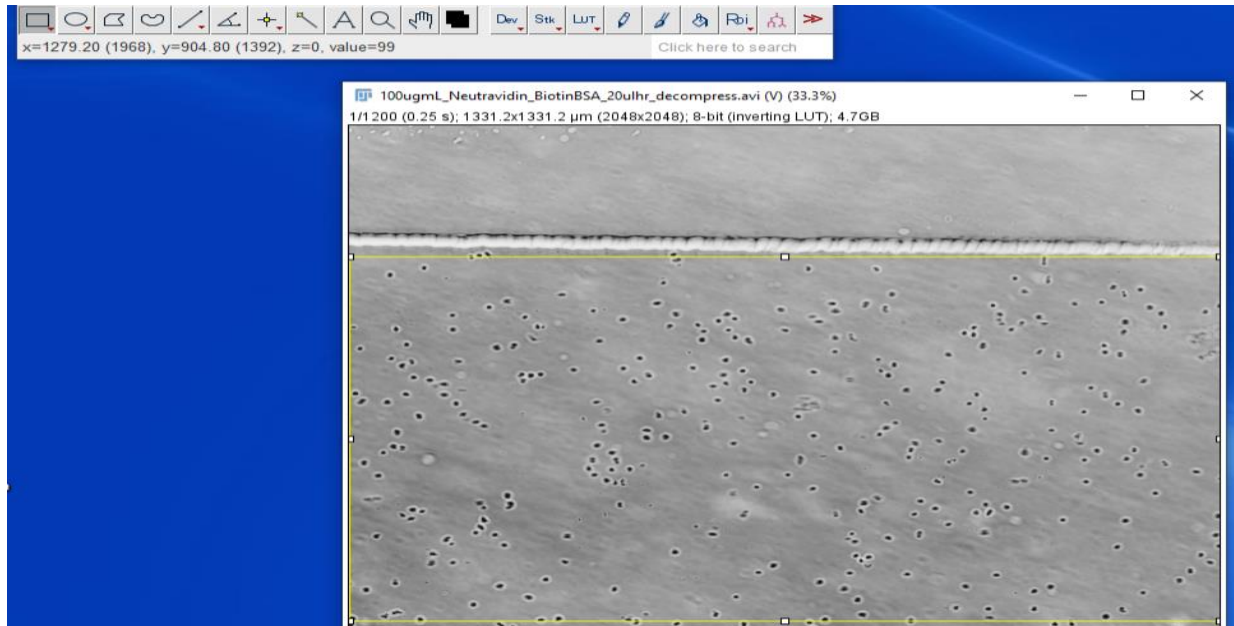 Dev Stk LUT Roi
x=1279.20 (1968), y=904.80 (1392), z=0, value=99
Click here to search
100ugmL_Neutravidin_BiotinBSA_20ulhr_decompress.avi (V) (33.3%)
1/1200 (0.25 s); 1331.2x1331.2 µm (2048x2048); 8-bit (inverting LUT); 4.7GB